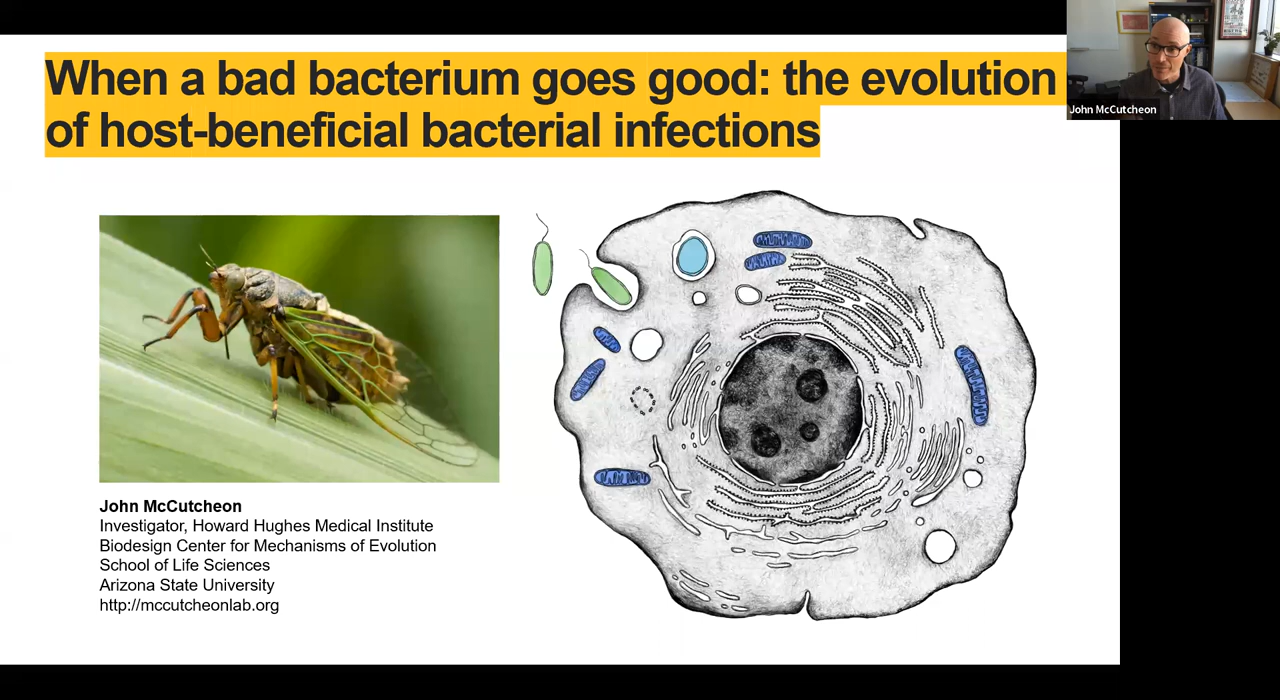 When a bad bacterium goes good: the evolution
of host-beneficial bacterial infections
John McCutcheon
John McCutcheon
Investigator, Howard Hughes Medical Institute
Biodesign Center for Mechanisms of Evolution
School of Life Sciences
Arizona State University
http://mccutcheonlab.org